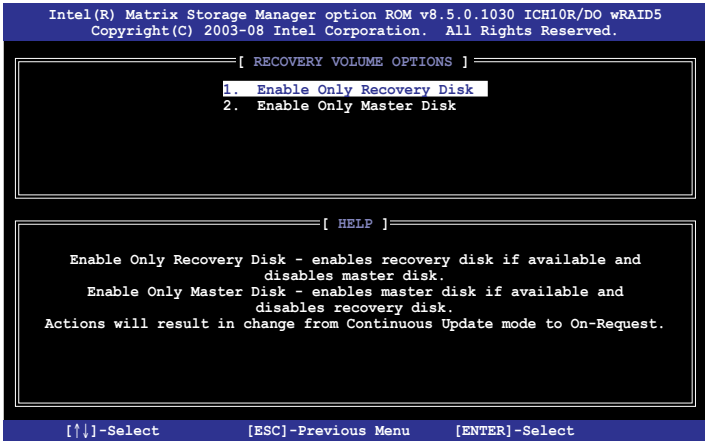 Intel(R) Matrix Storage Manager option ROM v8.5.0.1030 ICH10R/DO wRAID5
Copyright(C) 2003-08 Intel Corporation. All Rights Reserved.
[ RECOVERY VOLUME OPTIONS ]
1. Enable Only Recovery Disk
2. Enable Only Master Disk
[ HELP ]
Enable Only Recovery Disk - enables recovery disk if available and
disables master disk.
Enable Only Master Disk - enables master disk if available and
disables recovery disk.
Actions will result in change from Continuous Update mode to On-Request.
[↑↓]-Select [ESC]-Previous Menu [ENTER]-Select